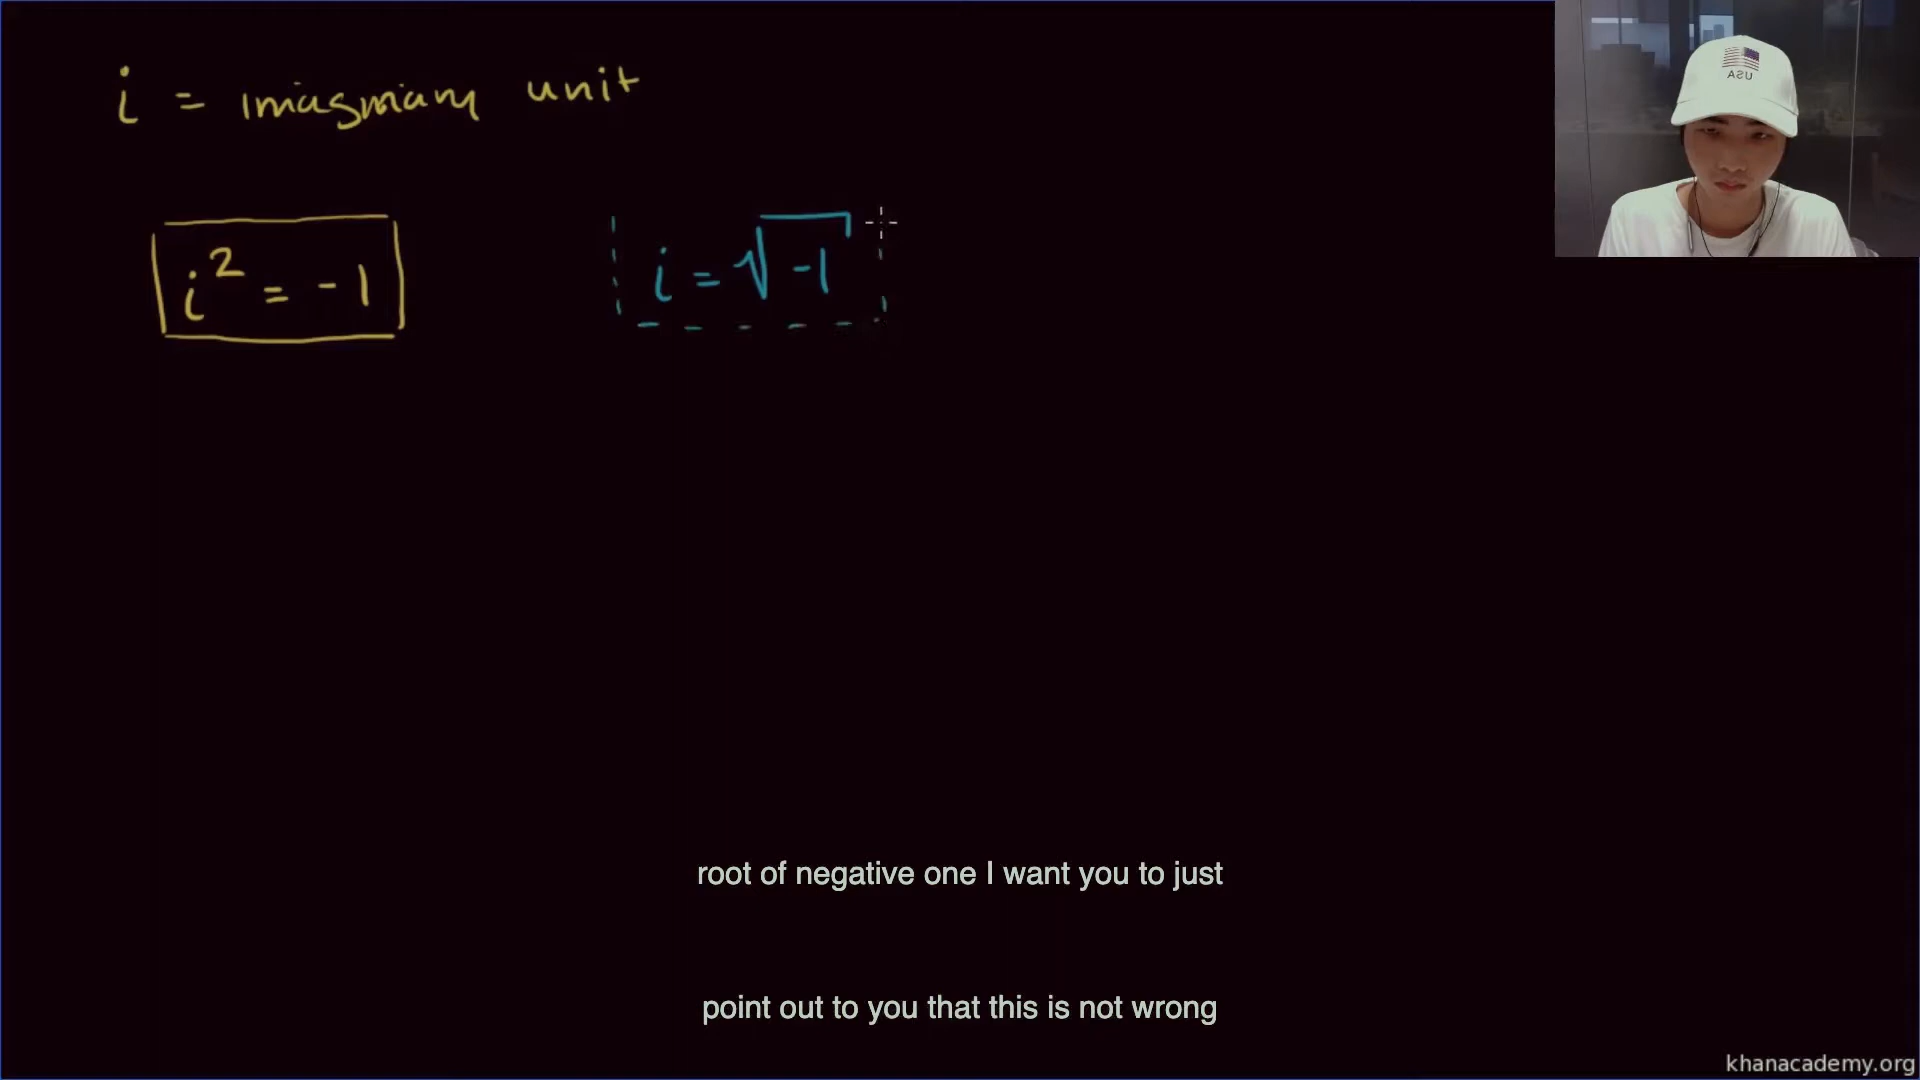 i = imaginary unit
i² = -1
i = √-1
USA
root of negative one I want you to just
point out to you that this is not wrong
khanacademy.org